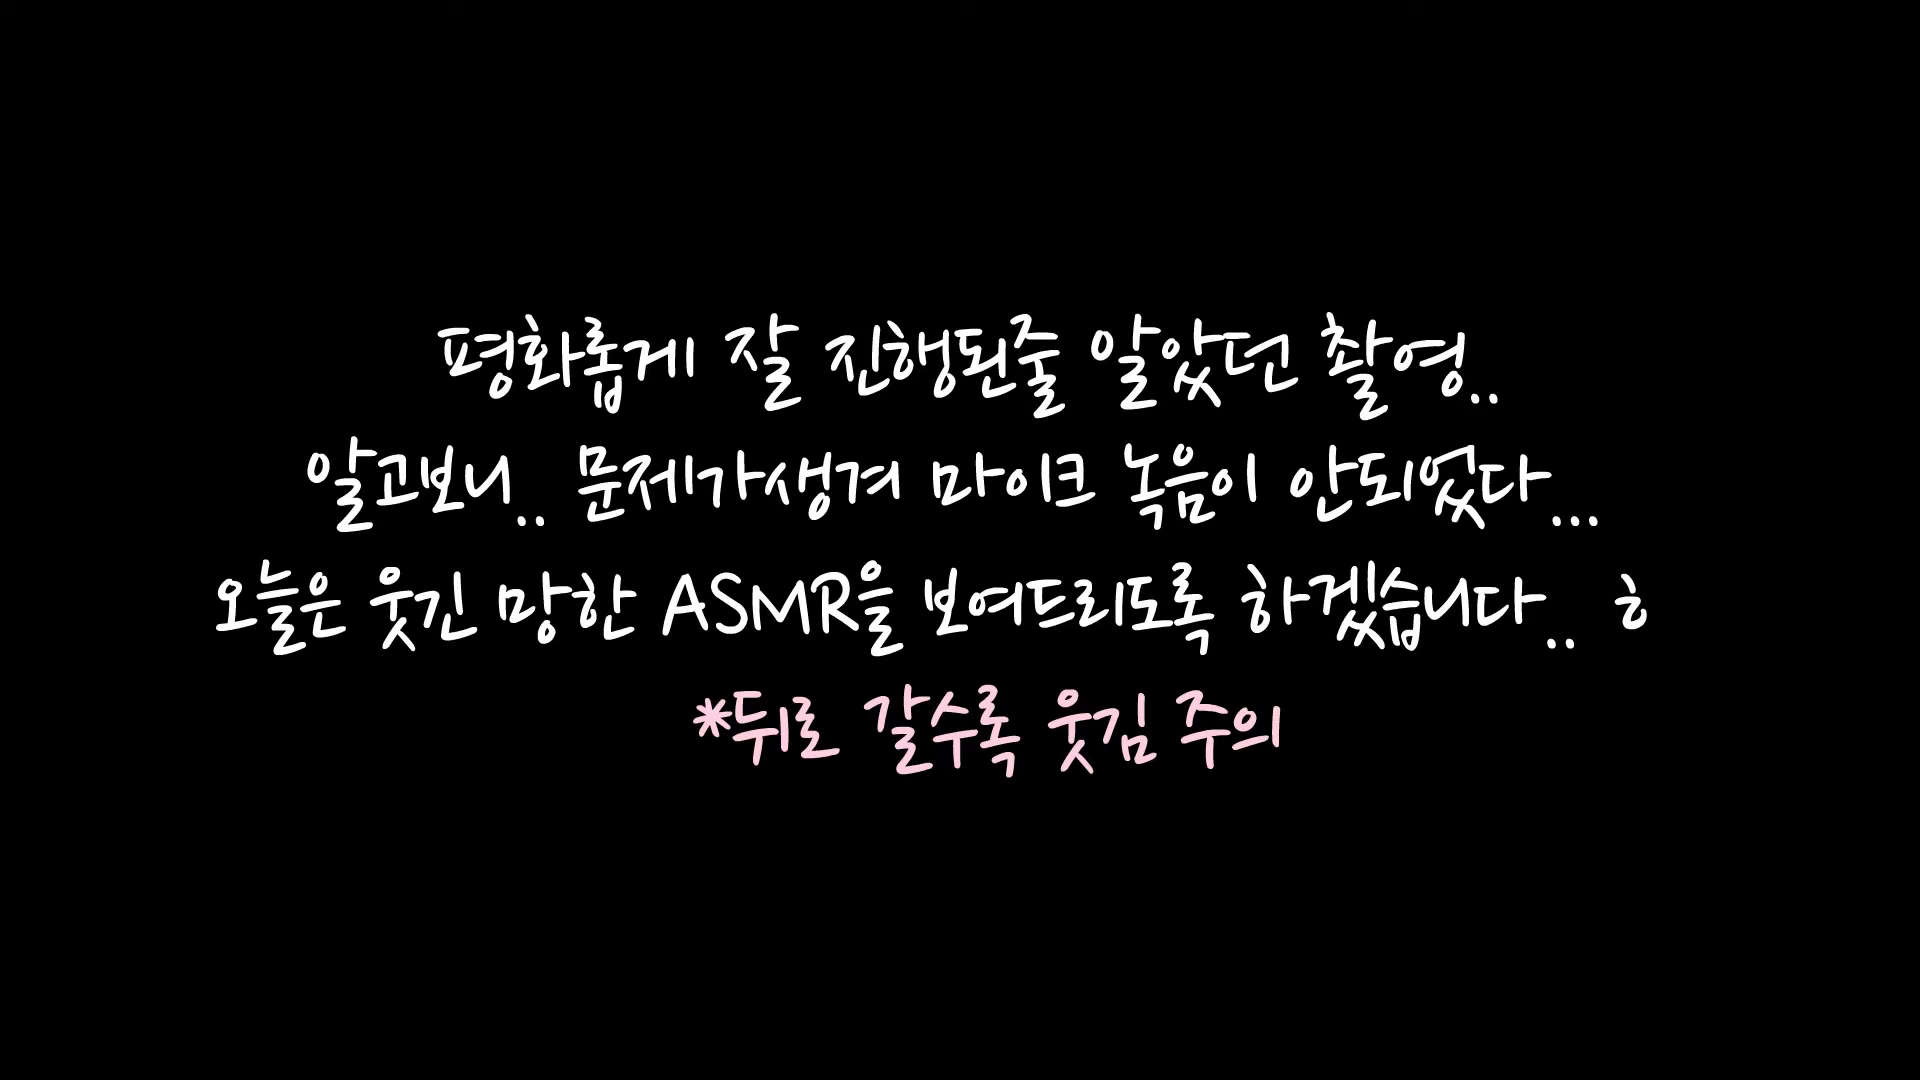 평화롭게 잘 진행된줄 알았던 촬영..
알고보니.. 문제가생겨 마이크 녹음이 안되었다...
오늘은 웃긴 망한 ASMR을 보여드리도록 하겠습니다.. ㅎ
*뒤로 갈수록 웃김 주의